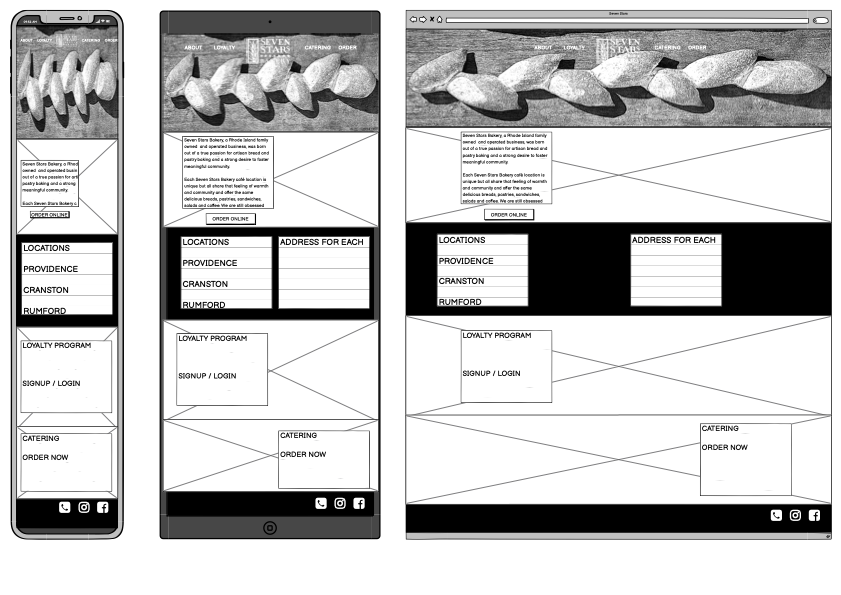 10:02 AM
ABOUT LOYALTY CATERING ORDER
Seven Stars Bakery, a Rhod
owned and operated busin
out of a true passion for art
pastry baking and a strong
meaningful community.
Each Seven Stars Bakery c
ORDER ONLINE
LOCATIONS
PROVIDENCE
CRANSTON
RUMFORD
LOYALTY PROGRAM
SIGNUP / LOGIN
CATERING
ORDER NOW
ABOUT LOYALTY SEVEN STARS BAKERY CATERING ORDER
Seven Stars Bakery, a Rhode Island family
owned and operated business, was born
out of a true passion for artisan bread and
pastry baking and a strong desire to foster
meaningful community.
Each Seven Stars Bakery café location is
unique but all share that feeling of warmth
and community and offer the same
delicious breads, pastries, sandwiches,
salads and coffee. We are still obsessed
ORDER ONLINE
LOCATIONS
PROVIDENCE
CRANSTON
RUMFORD
ADDRESS FOR EACH
LOYALTY PROGRAM
SIGNUP / LOGIN
CATERING
ORDER NOW
Seven Stars
ABOUT LOYALTY SEVEN STARS BAKERY CATERING ORDER
Seven Stars Bakery, a Rhode Island family
owned and operated business, was born
out of a true passion for artisan bread and
pastry baking and a strong desire to foster
meaningful community.
Each Seven Stars Bakery café location is
unique but all share that feeling of warmth
and community and offer the same
delicious breads, pastries, sandwiches,
salads and coffee. We are still obsessed
ORDER ONLINE
LOCATIONS
PROVIDENCE
CRANSTON
RUMFORD
ADDRESS FOR EACH
LOYALTY PROGRAM
SIGNUP / LOGIN
CATERING
ORDER NOW